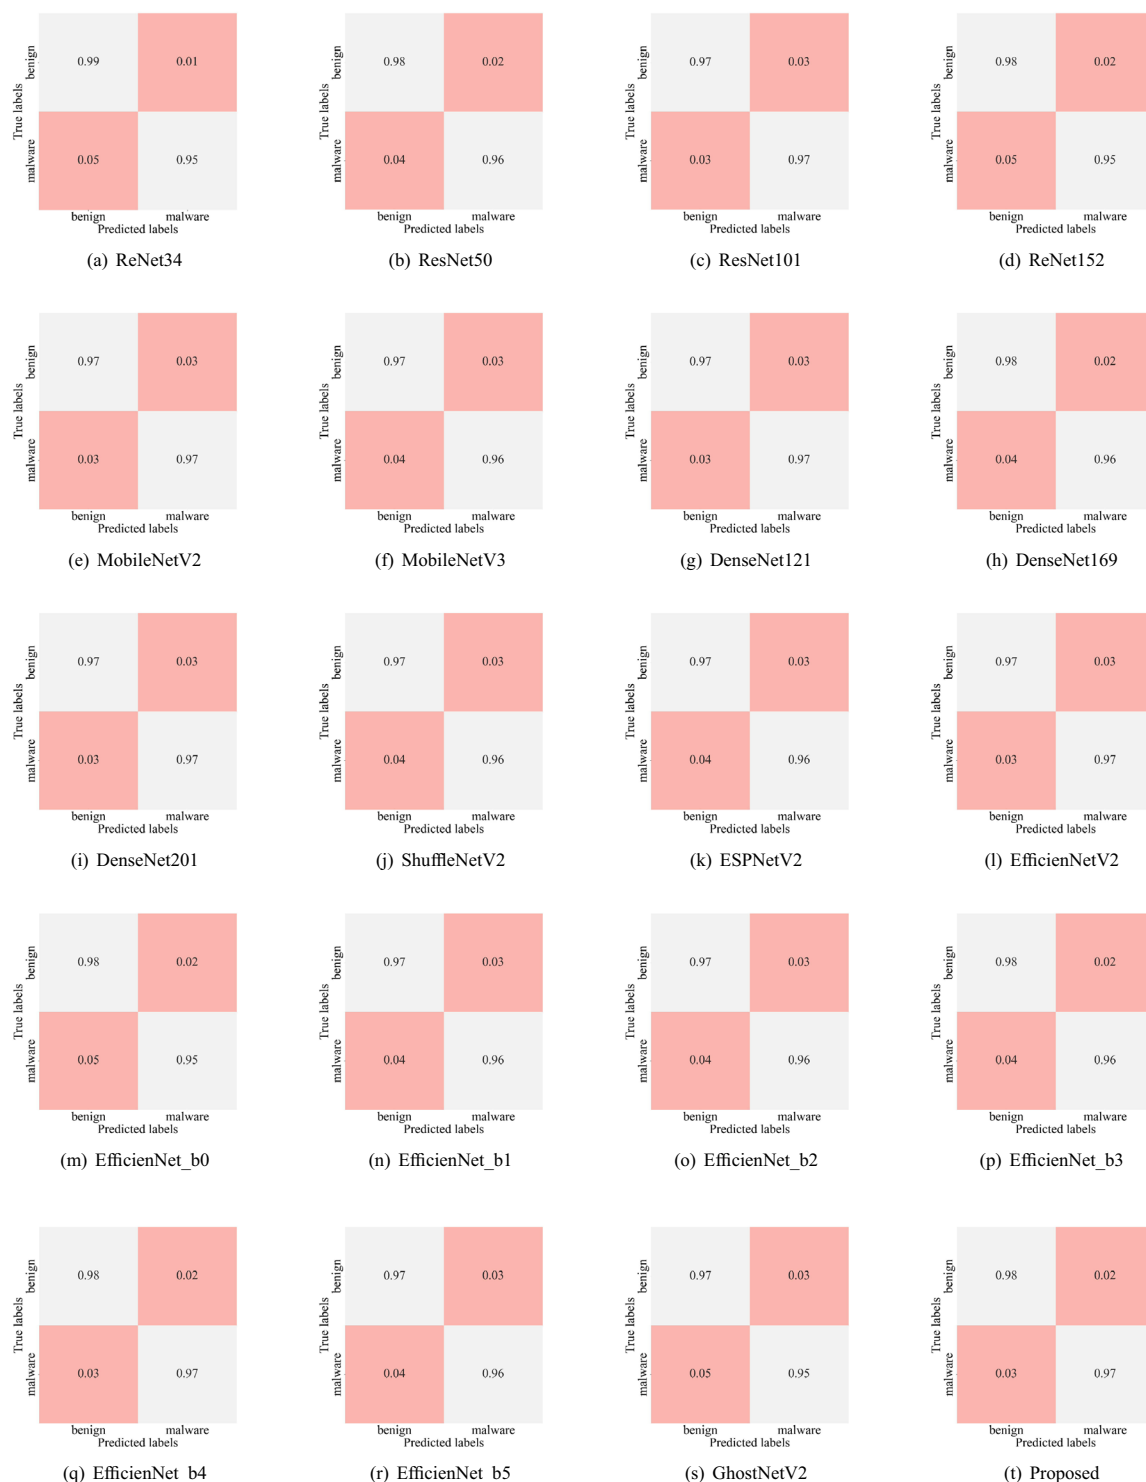 benign 0.99 0.01 benign 0.98 0.02 benign 0.97 0.03 benign 0.98 0.02
True labels True labels True labels True labels
malware 0.05 0.95 malware 0.04 0.96 malware 0.03 0.97 malware 0.05 0.95
benign malware benign malware benign malware benign malware
Predicted labels Predicted labels Predicted labels Predicted labels
(a) ReNet34 (b) ResNet50 (c) ResNet101 (d) ReNet152
benign 0.97 0.03 benign 0.97 0.03 benign 0.97 0.03 benign 0.98 0.02
True labels True labels True labels True labels
malware 0.03 0.97 malware 0.04 0.96 malware 0.03 0.97 malware 0.04 0.96
benign malware benign malware benign malware benign malware
Predicted labels Predicted labels Predicted labels Predicted labels
(e) MobileNetV2 (f) MobileNetV3 (g) DenseNet121 (h) DenseNet169
benign 0.97 0.03 benign 0.97 0.03 benign 0.97 0.03 benign 0.97 0.03
True labels True labels True labels True labels
malware 0.03 0.97 malware 0.04 0.96 malware 0.04 0.96 malware 0.03 0.97
benign malware benign malware benign malware benign malware
Predicted labels Predicted labels Predicted labels Predicted labels
(i) DenseNet201 (j) ShuffleNetV2 (k) ESPNetV2 (l) EfficienNetV2
benign 0.98 0.02 benign 0.97 0.03 benign 0.97 0.03 benign 0.98 0.02
True labels True labels True labels True labels
malware 0.05 0.95 malware 0.04 0.96 malware 0.04 0.96 malware 0.04 0.96
benign malware benign malware benign malware benign malware
Predicted labels Predicted labels Predicted labels Predicted labels
(m) EfficienNet_b0 (n) EfficienNet_b1 (o) EfficienNet_b2 (p) EfficienNet_b3
benign 0.98 0.02 benign 0.97 0.03 benign 0.97 0.03 benign 0.98 0.02
True labels True labels True labels True labels
malware 0.03 0.97 malware 0.04 0.96 malware 0.05 0.95 malware 0.03 0.97
benign malware benign malware benign malware benign malware
Predicted labels Predicted labels Predicted labels Predicted labels
(q) EfficienNet_b4 (r) EfficienNet_b5 (s) GhostNetV2 (t) Proposed